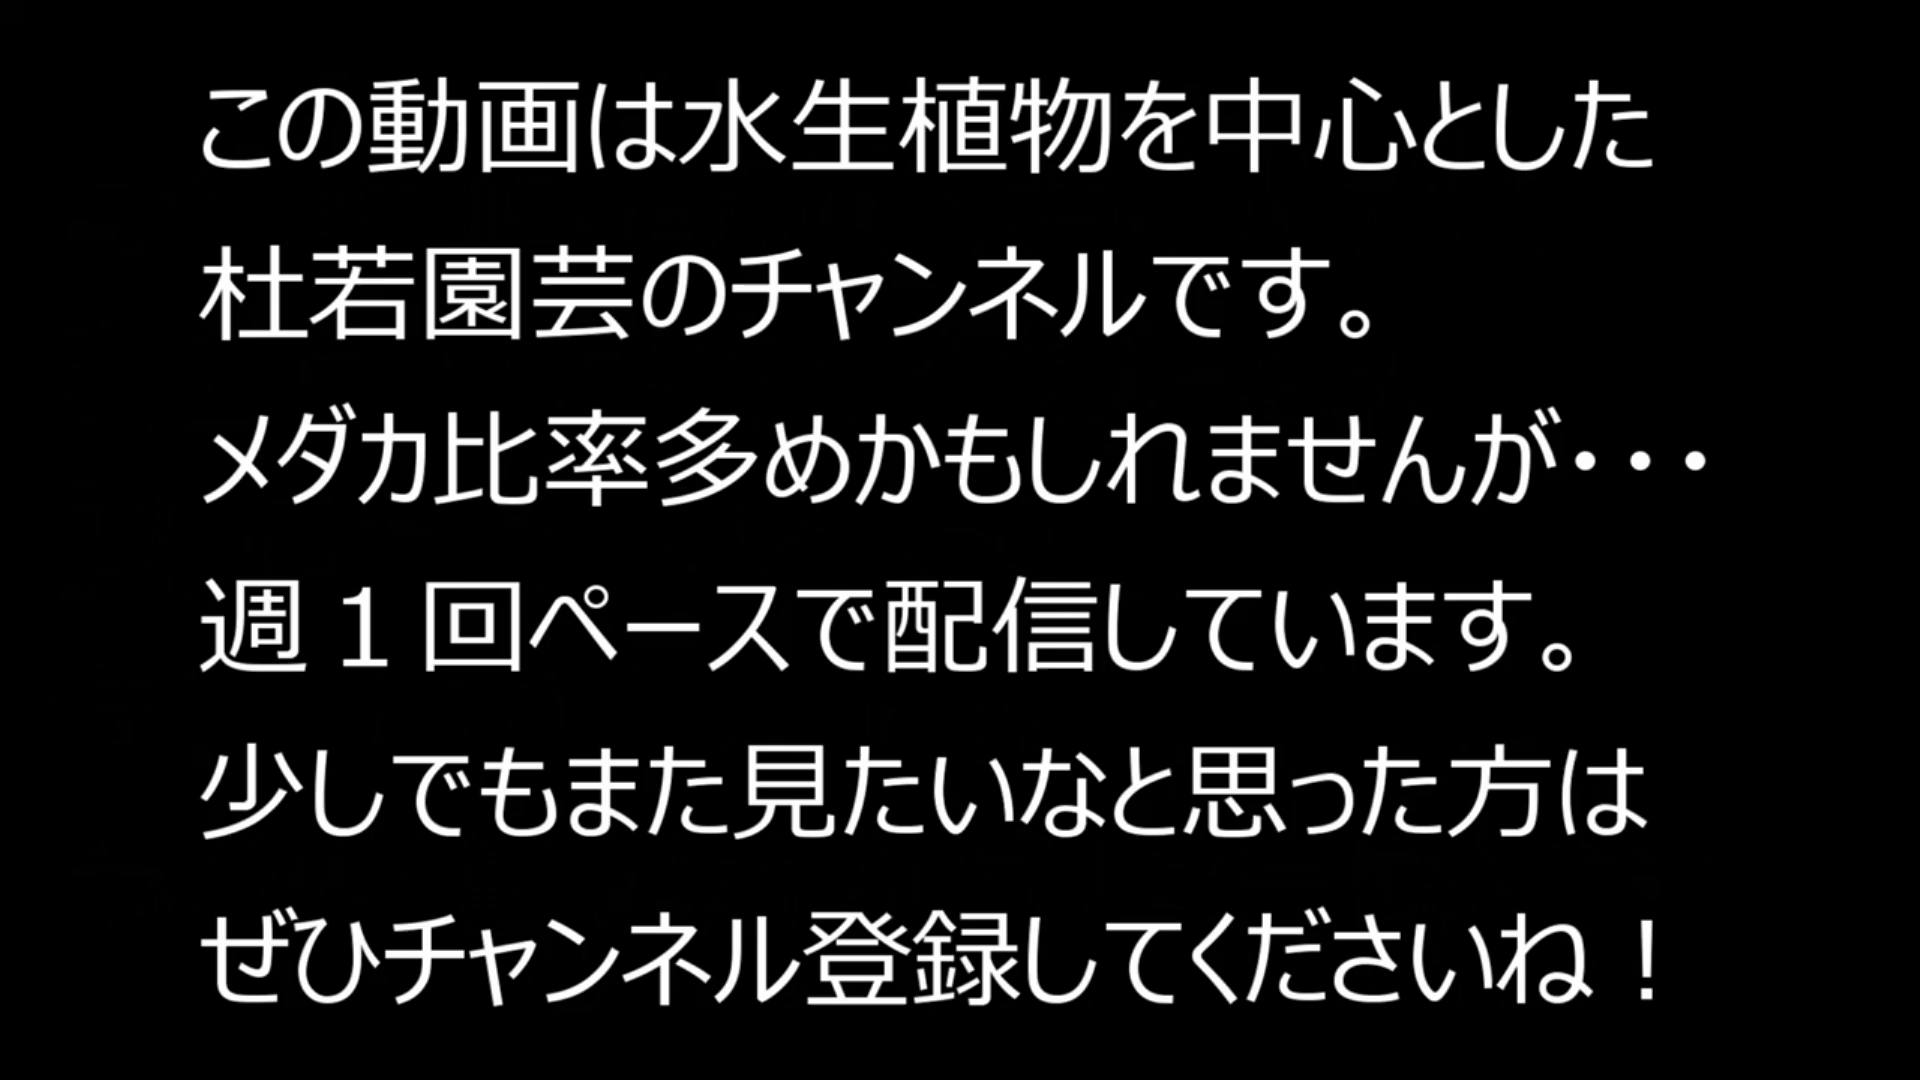 この動画は水生植物を中心とした
杜若園芸のチャンネルです。
メダカ比率多めかもしれませんが・・・
週１回ペースで配信しています。
少しでもまた見たいなと思った方は
ぜひチャンネル登録してくださいね！